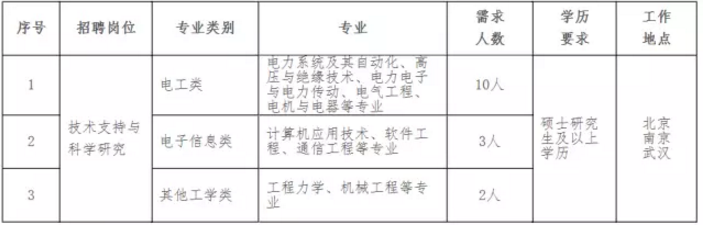 序号 招聘岗位 专业类别 专业 需求人数 学历要求 工作地点
1 技术支持与科学研究 电工类 电力系统及其自动化、高压与绝缘技术、电力电子与电力传动、电气工程、电机与电器等专业 10人 硕士研究生及以上学历 北京 南京 武汉
2 电子信息类 计算机应用技术、软件工程、通信工程等专业 3人
3 其他工学类 工程力学、机械工程等专业 2人